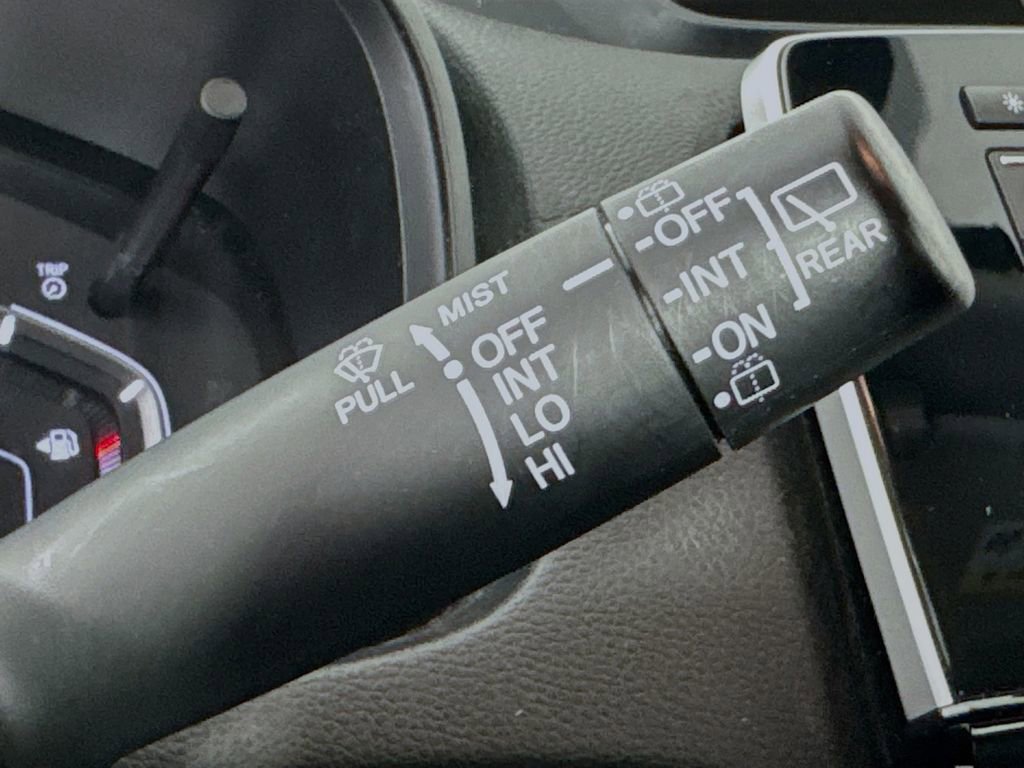 TRIP
MIST
OFF
INT
LO
HI
PULL
OFF
INT
ON
REAR